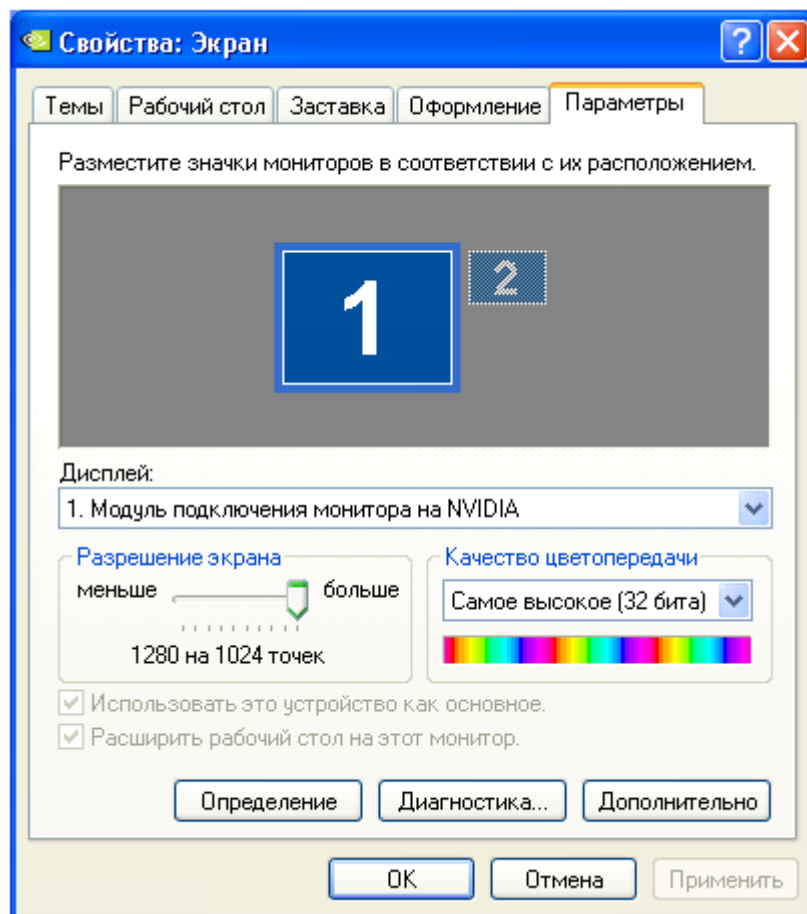 Свойства: Экран
Темы Рабочий стол Заставка Оформление Параметры
Разместите значки мониторов в соответствии с их расположением.
1 2
Дисплей:
1. Модуль подключения монитора на NVIDIA
Разрешение экрана
меньше больше
1280 на 1024 точек
Качество цветопередачи
Самое высокое (32 бита)
Использовать это устройство как основное.
Расширить рабочий стол на этот монитор.
Определение Диагностика... Дополнительно
OK Отмена Применить